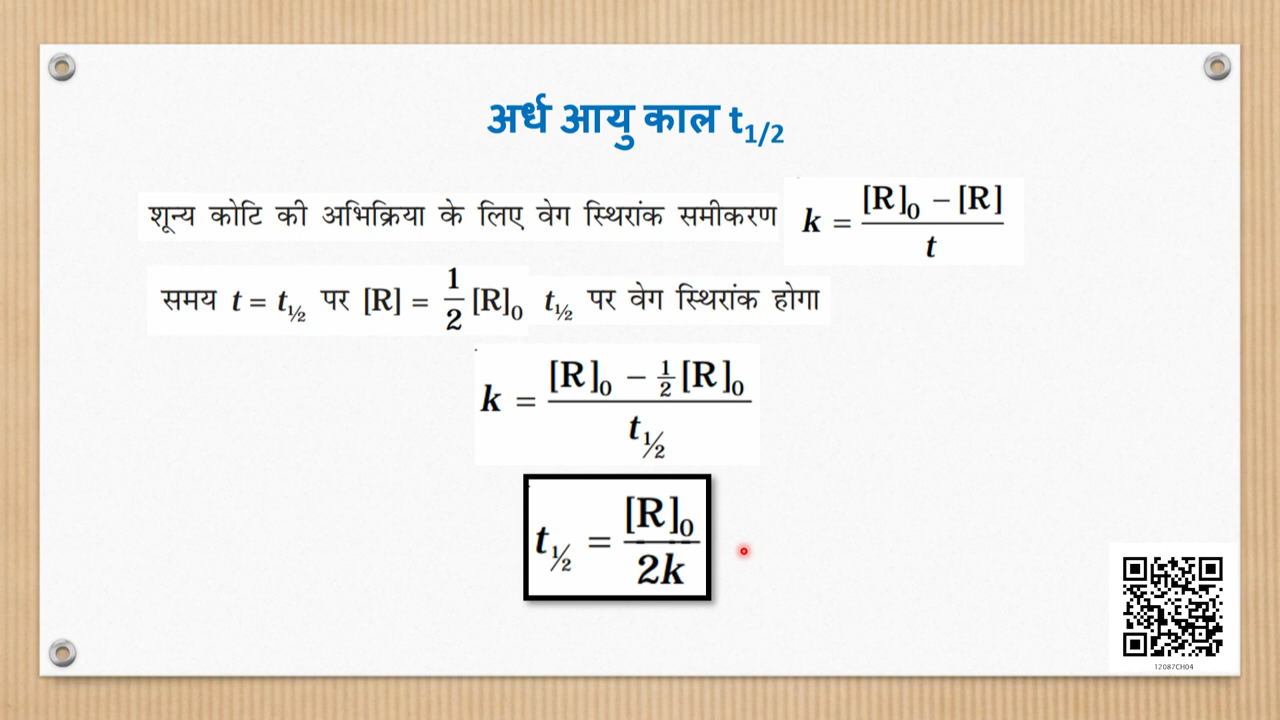 अर्ध आयु काल t₁/₂
शून्य कोटि की अभिक्रिया के लिए वेग स्थिरांक समीकरण k = ([R]₀ − [R]) / t
समय t = t½ पर [R] = 1/2 [R]₀ t½ पर वेग स्थिरांक होगा
k = ([R]₀ − ½[R]₀) / t½
t½ = [R]₀ / 2k
12087CH04